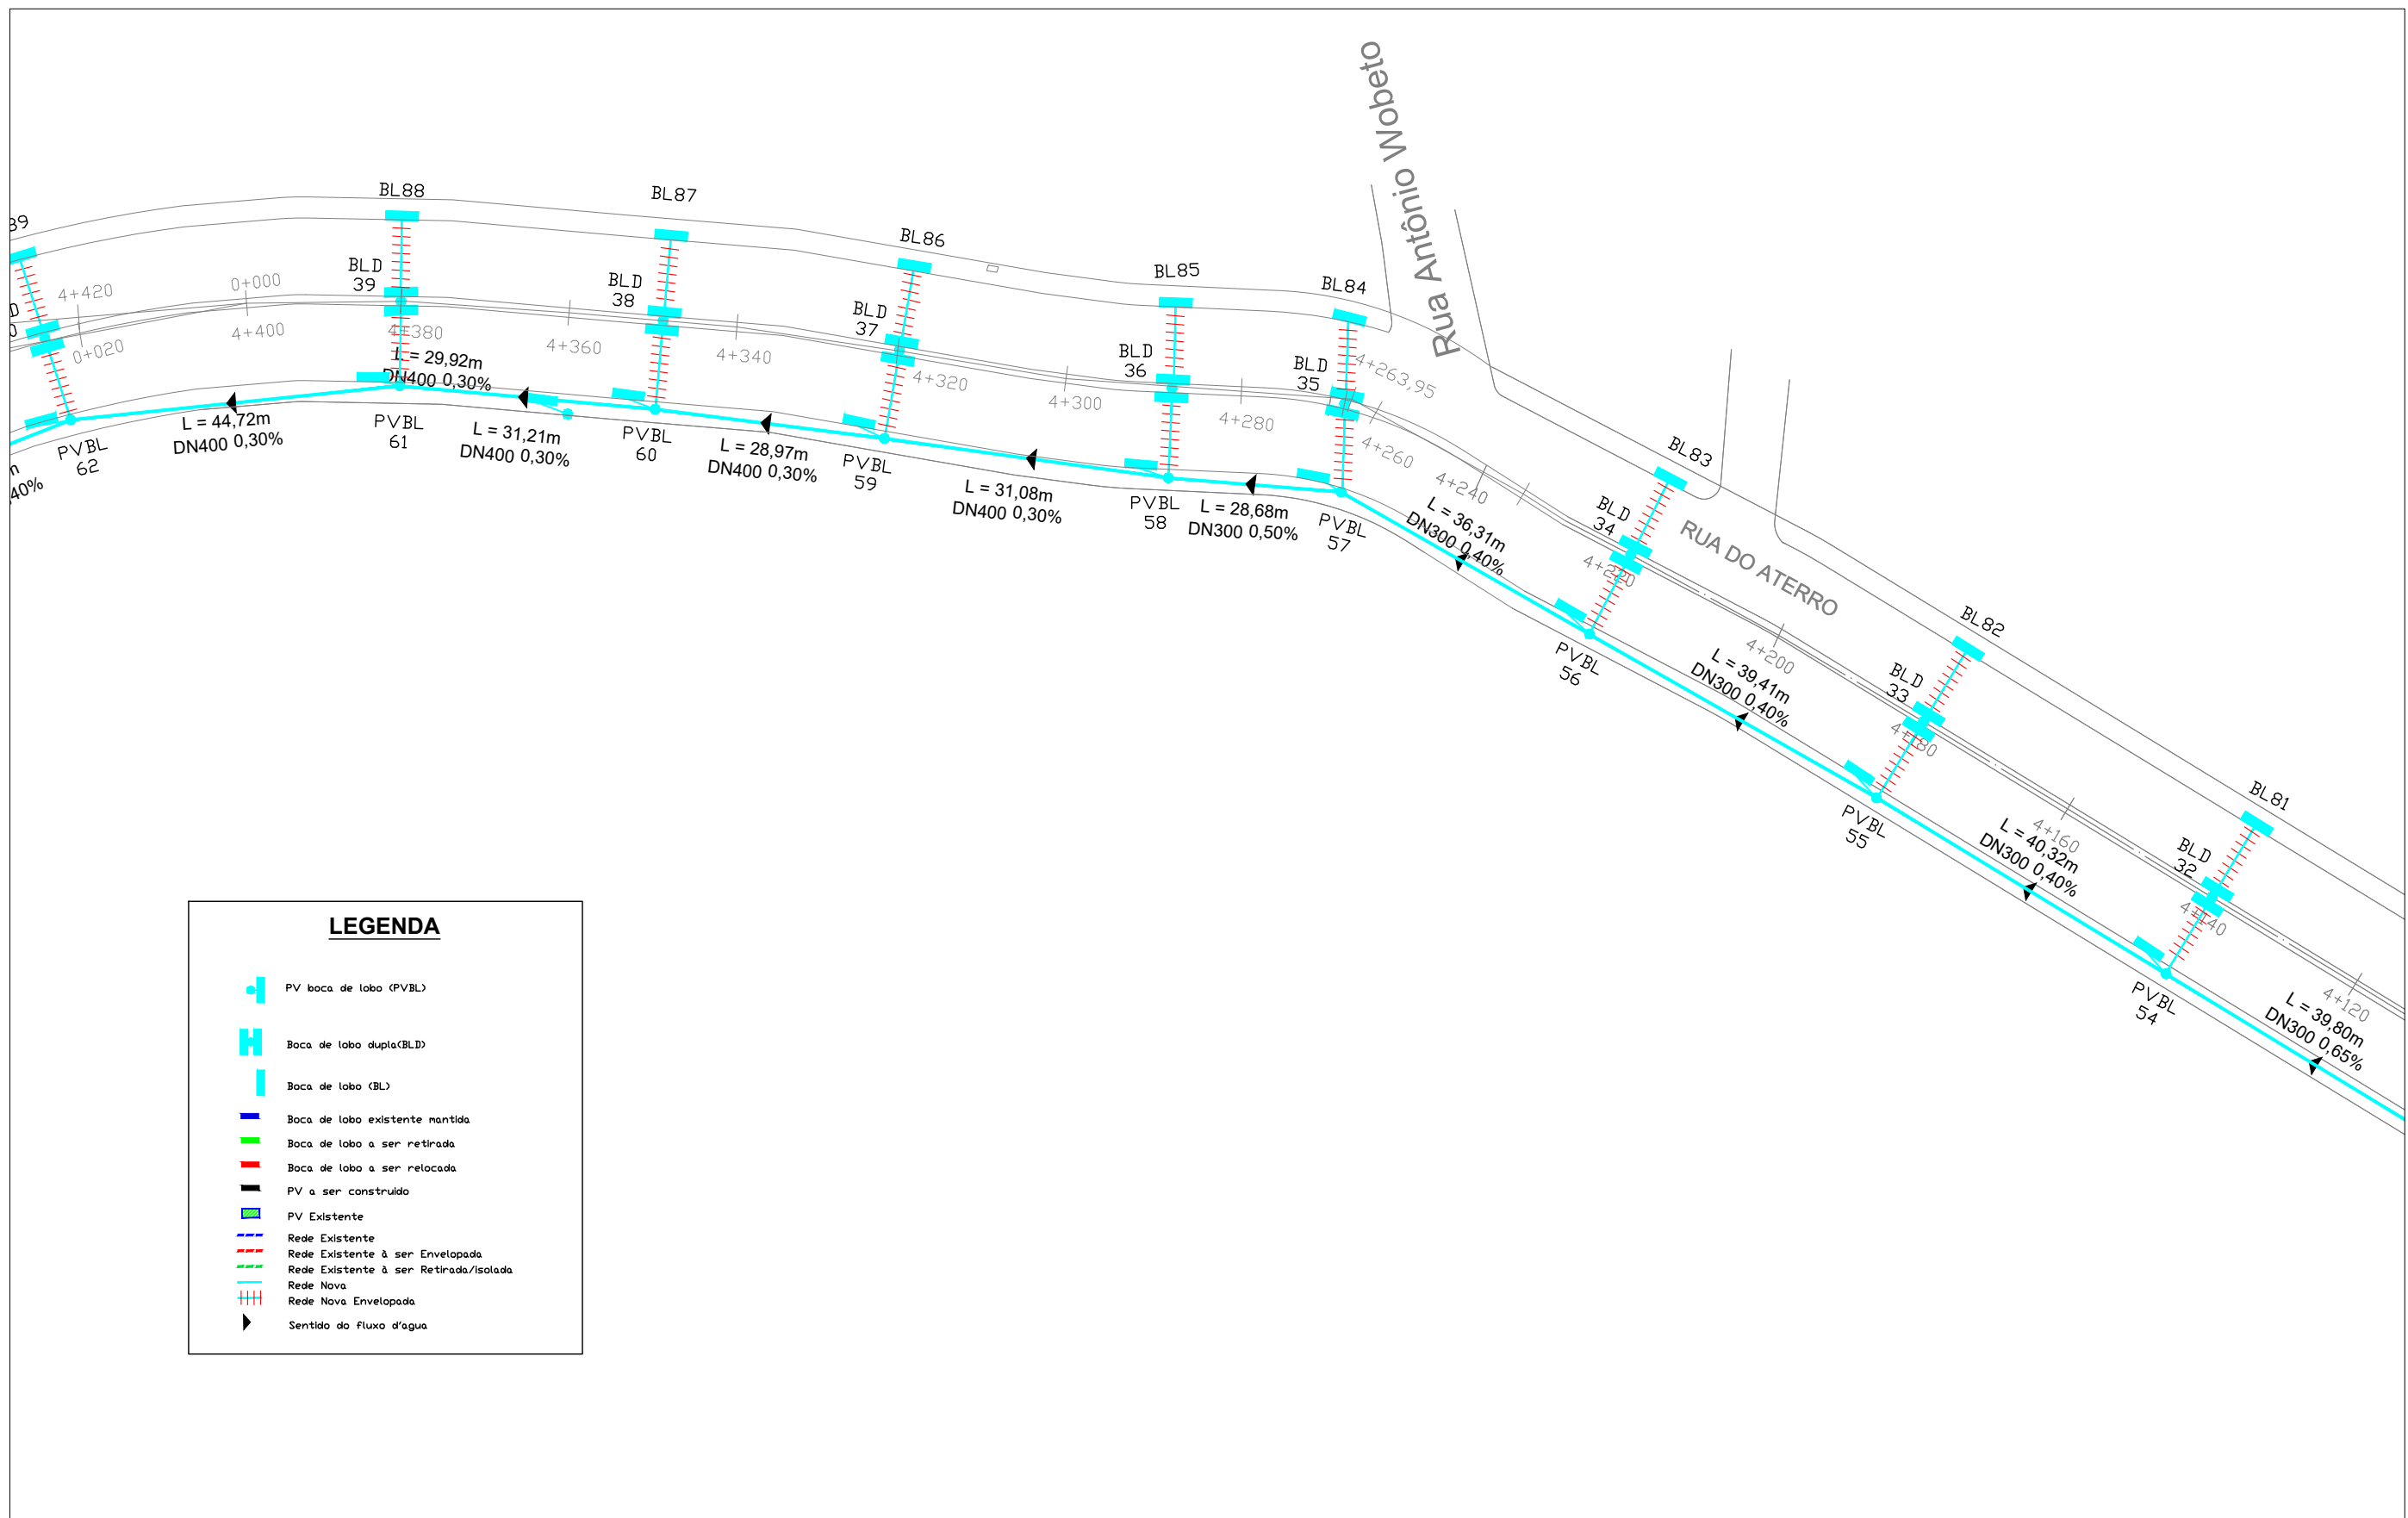 Rua Antônio Wobeto
RUA DO ATERRO
BL88
BL87
BL86
BL85
BL84
BL83
BL82
BL81
89
BLD
39
BLD
38
BLD
37
BLD
36
BLD
35
BLD
34
BLD
33
BLD
32
4+420
0+000
0+020
4+400
4+380
4+360
4+340
4+320
4+300
4+280
4+263,95
4+260
4+240
4+220
4+200
4+180
4+160
4+140
4+120
L = 29,92m
DN400 0,30%
L = 44,72m
DN400 0,30%
L = 31,21m
DN400 0,30%
L = 28,97m
DN400 0,30%
L = 31,08m
DN400 0,30%
L = 28,68m
DN300 0,50%
L = 36,31m
DN300 0,40%
L = 39,41m
DN300 0,40%
L = 40,32m
DN300 0,40%
L = 39,80m
DN300 0,65%
,40%
PVBL
62
PVBL
61
PVBL
60
PVBL
59
PVBL
58
PVBL
57
PVBL
56
PVBL
55
PVBL
54
LEGENDA
PV boca de lobo (PVBL)
Boca de lobo dupla(BLD)
Boca de lobo (BL)
Boca de lobo existente mantida
Boca de lobo a ser retirada
Boca de lobo a ser relocada
PV a ser construido
PV Existente
Rede Existente
Rede Existente à ser Envelopada
Rede Existente à ser Retirada/isolada
Rede Nova
Rede Nova Envelopada
Sentido do fluxo d'agua